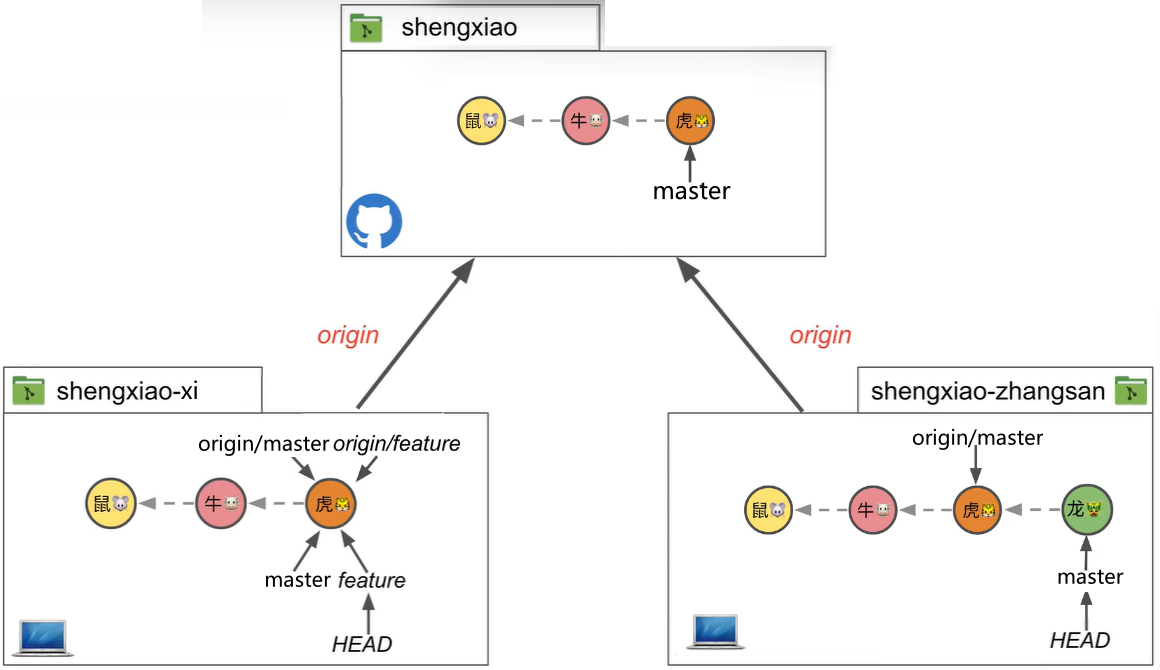 shengxiao
鼠 牛 虎
master
origin origin
shengxiao-xi
origin/master origin/feature
鼠 牛 虎
master feature
HEAD
shengxiao-zhangsan
origin/master
鼠 牛 虎 龙
master
HEAD